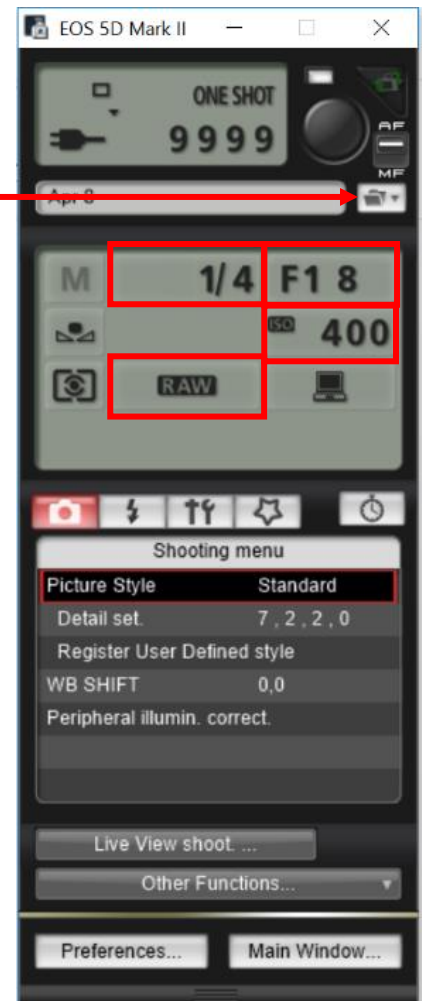 EOS 5D Mark II
ONE SHOT
9999
AF
MF
Apr 8
M 1/4 F1 8
ISO 400
RAW
Shooting menu
Picture Style Standard
Detail set. 7 , 2 , 2 , 0
Register User Defined style
WB SHIFT 0,0
Peripheral illumin. correct.
Live View shoot. ...
Other Functions...
Preferences... Main Window...